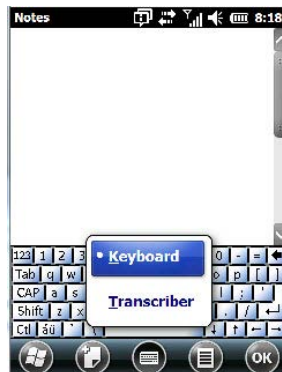 Notes 8:18
123 1 2 3 0 - =
Keyboard
Tab q w o p [ ]
CAP a s l ; '
Transcriber
Shift z x . /
Ctl áü ` \
OK